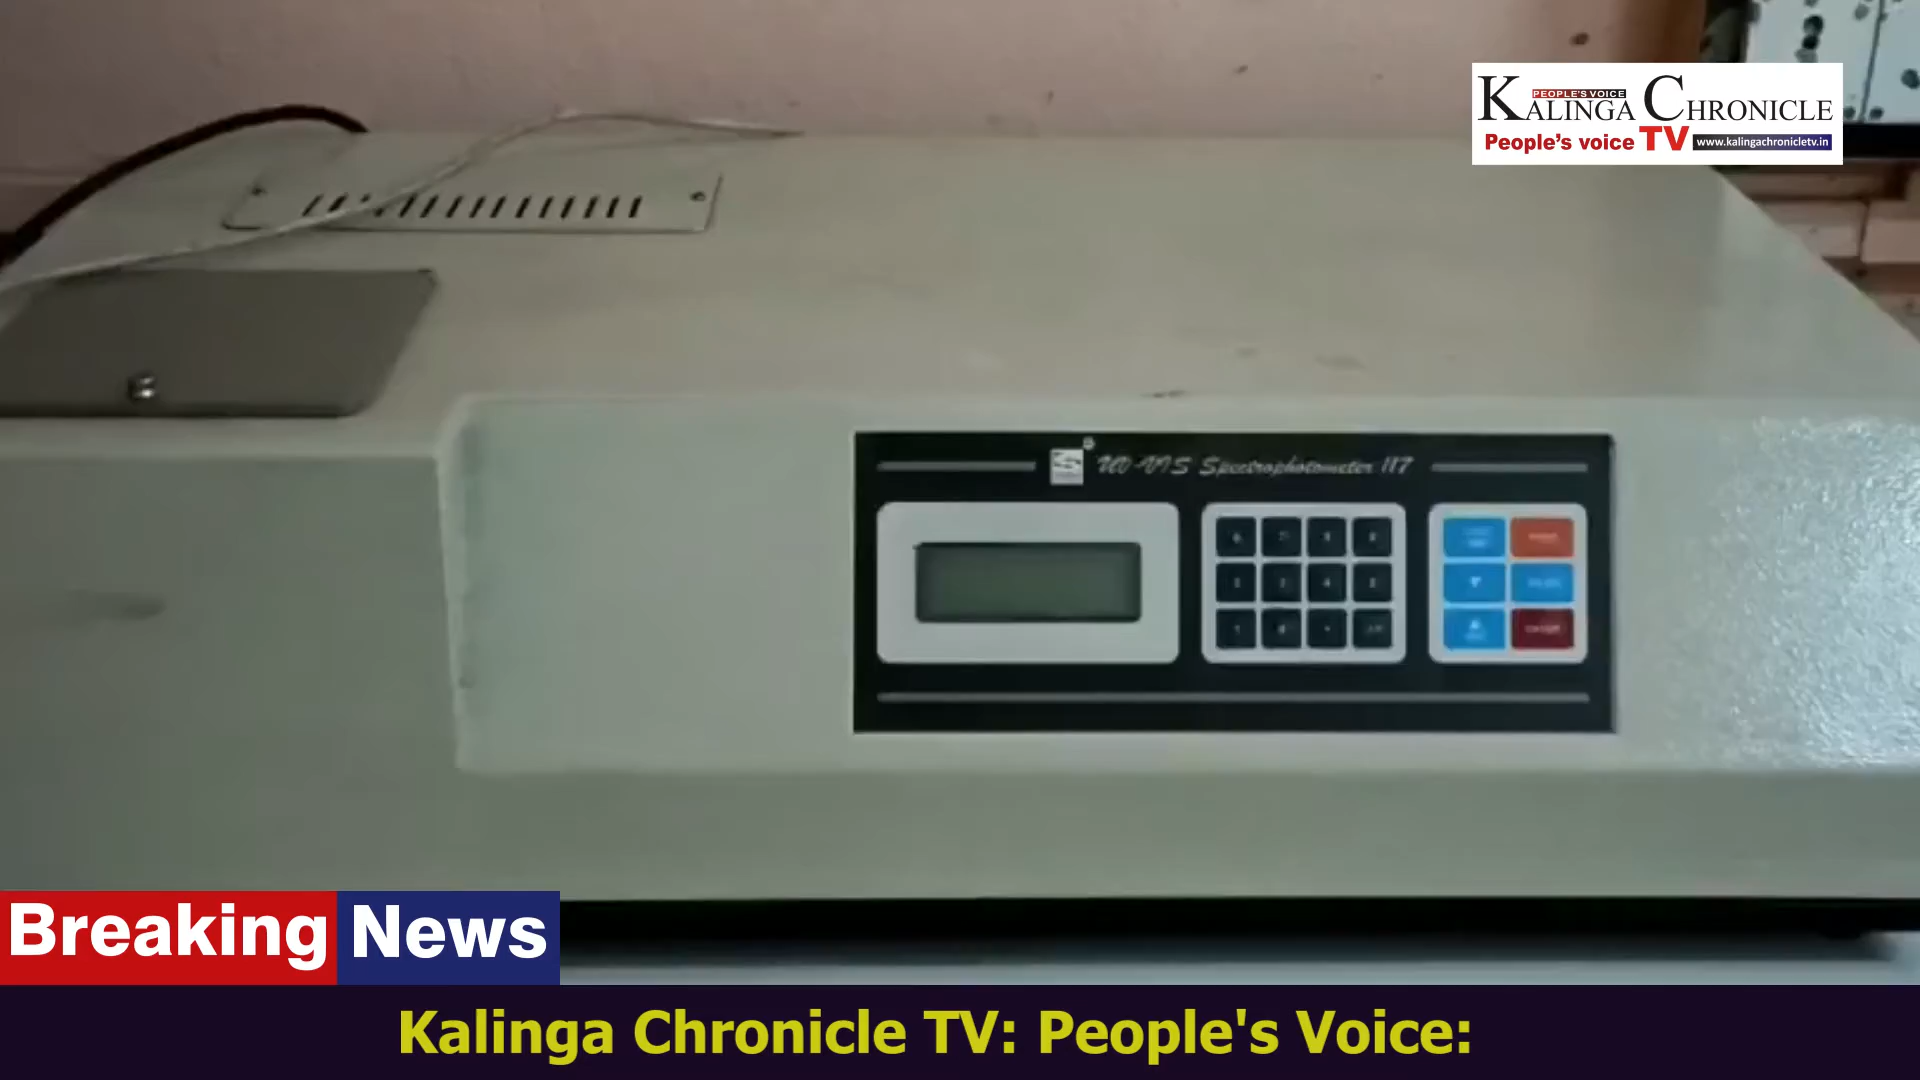 PEOPLE'S VOICE
KALINGA CHRONICLE
People's voice TV www.kalingachronicletv.in
UV-VIS Spectrophotometer 117
Breaking News
Kalinga Chronicle TV: People's Voice: